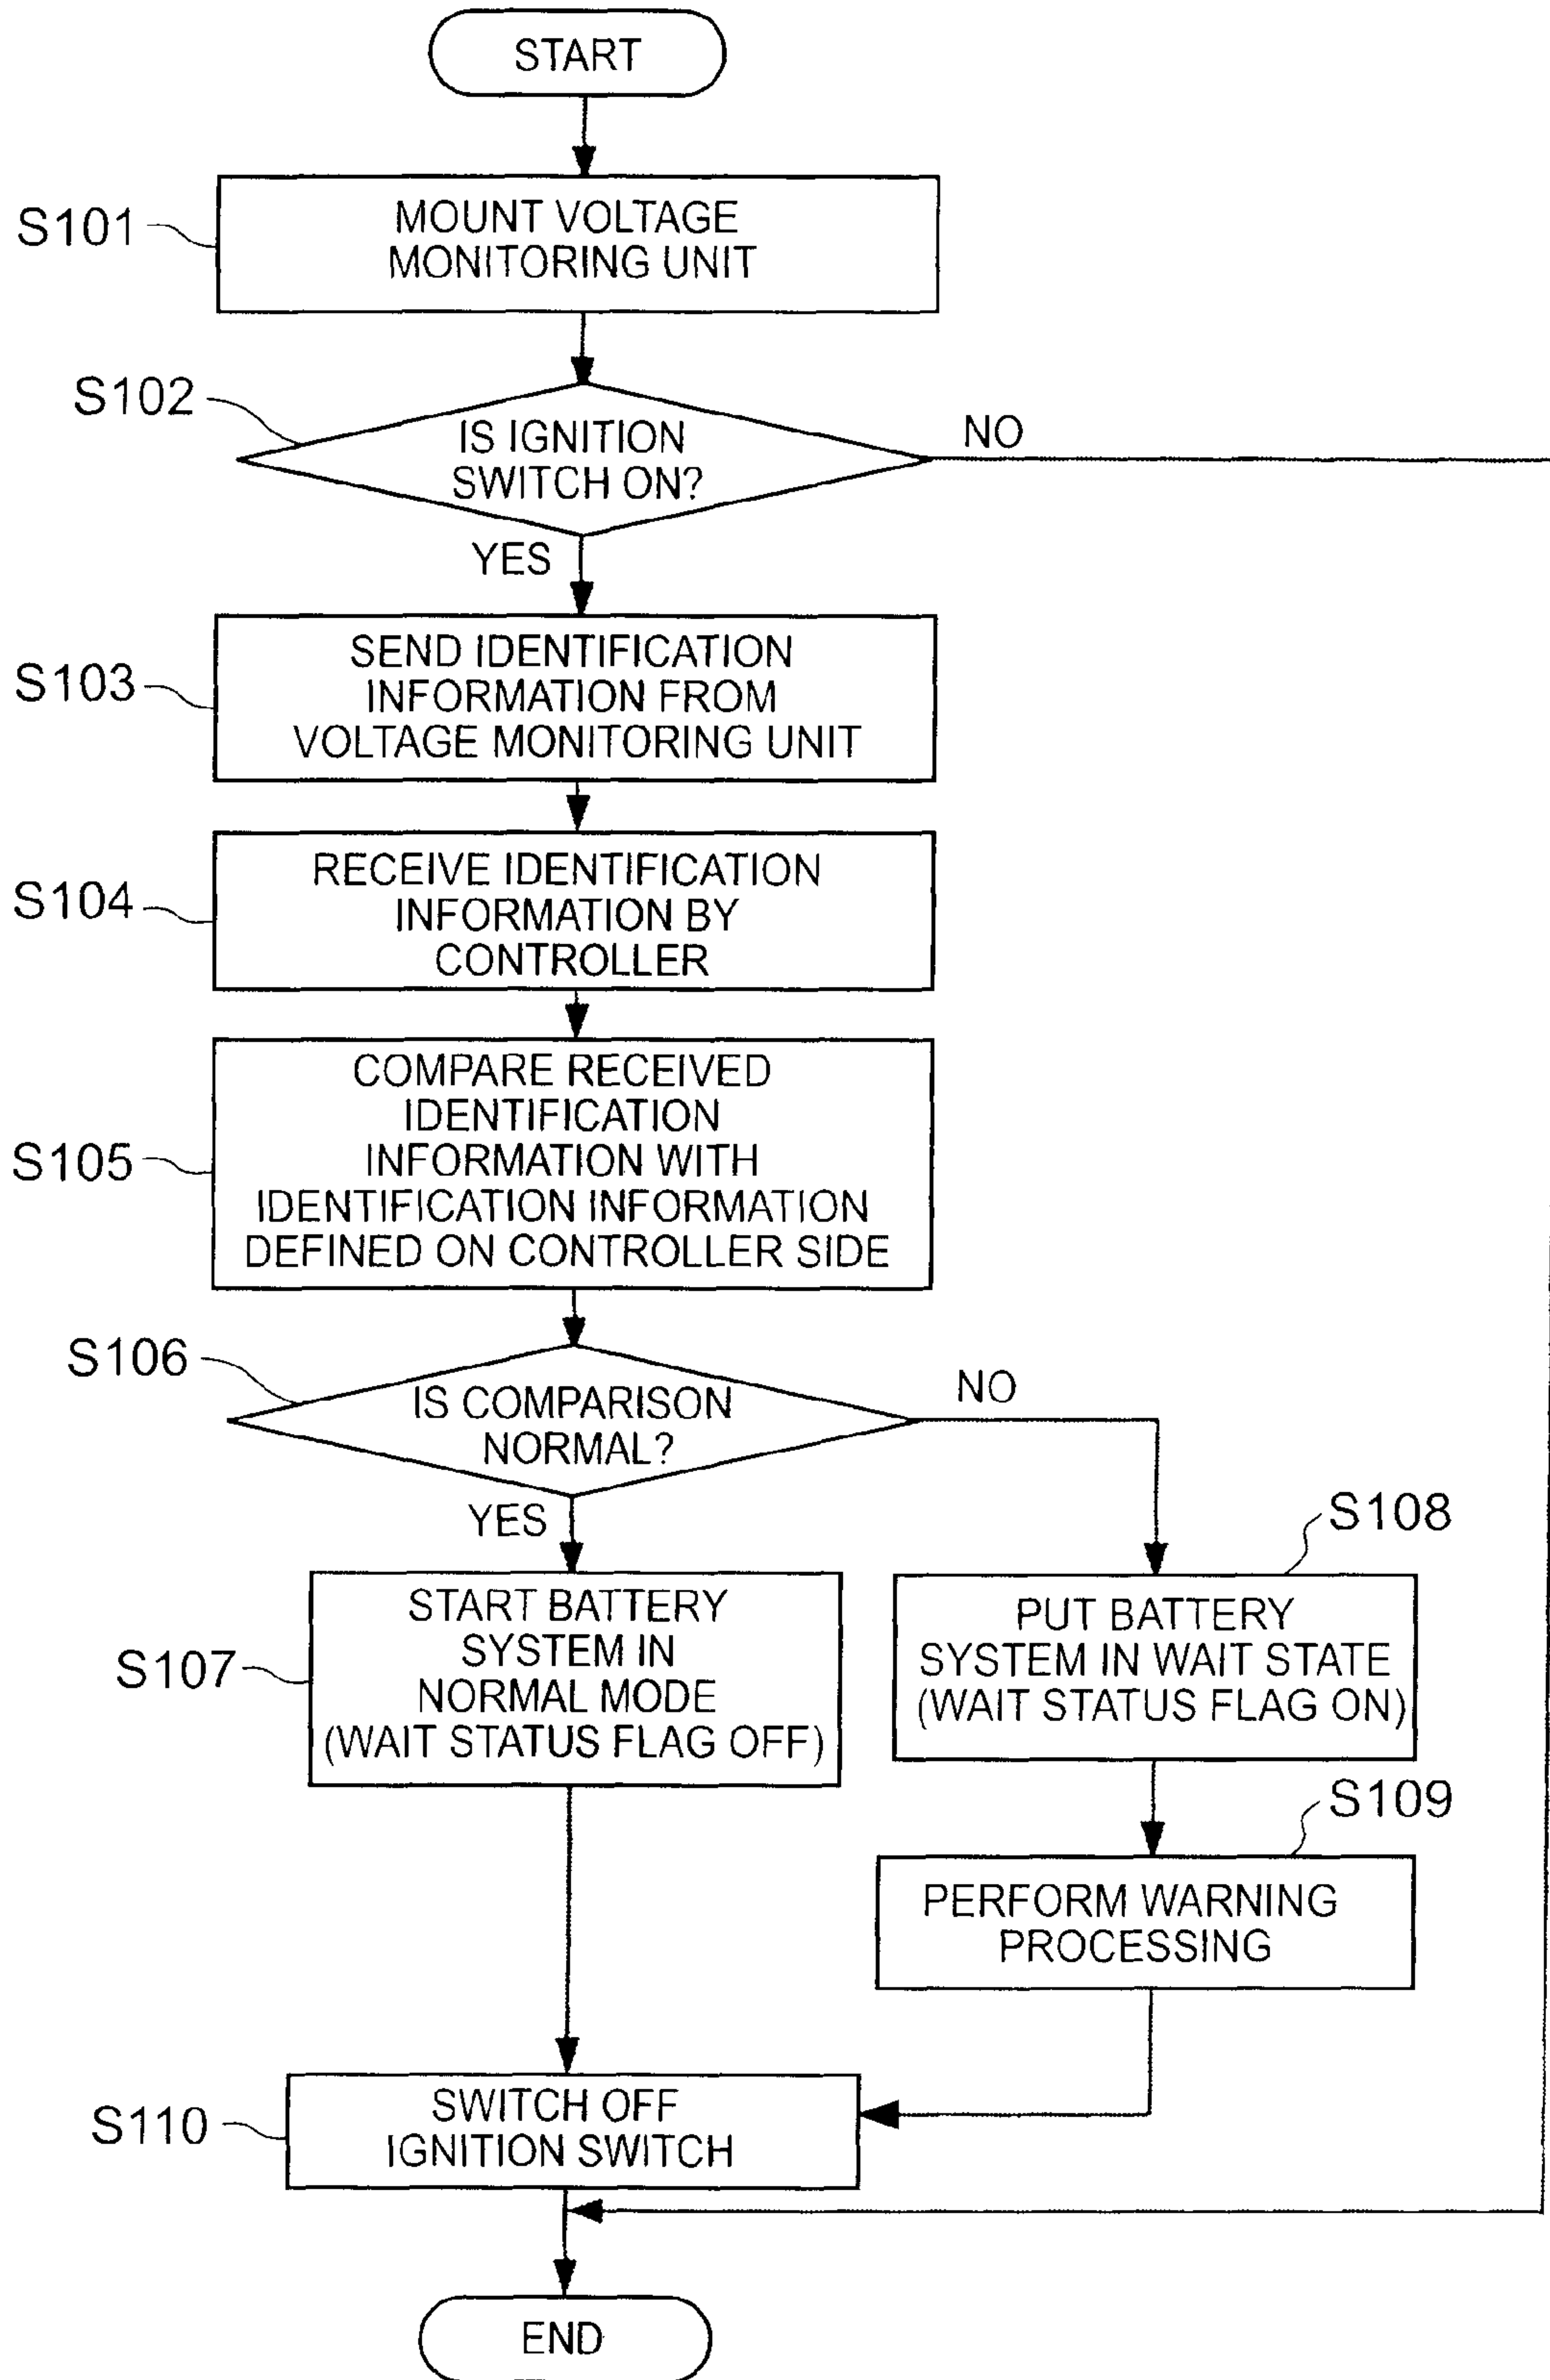 START
S101
MOUNT VOLTAGE
MONITORING UNIT
S102
IS IGNITION
SWITCH ON?
NO
YES
S103
SEND IDENTIFICATION
INFORMATION FROM
VOLTAGE MONITORING UNIT
S104
RECEIVE IDENTIFICATION
INFORMATION BY
CONTROLLER
S105
COMPARE RECEIVED
IDENTIFICATION
INFORMATION WITH
IDENTIFICATION INFORMATION
DEFINED ON CONTROLLER SIDE
S106
IS COMPARISON
NORMAL?
NO
YES
S107
START BATTERY
SYSTEM IN
NORMAL MODE
(WAIT STATUS FLAG OFF)
S108
PUT BATTERY
SYSTEM IN WAIT STATE
(WAIT STATUS FLAG ON)
S109
PERFORM WARNING
PROCESSING
S110
SWITCH OFF
IGNITION SWITCH
END